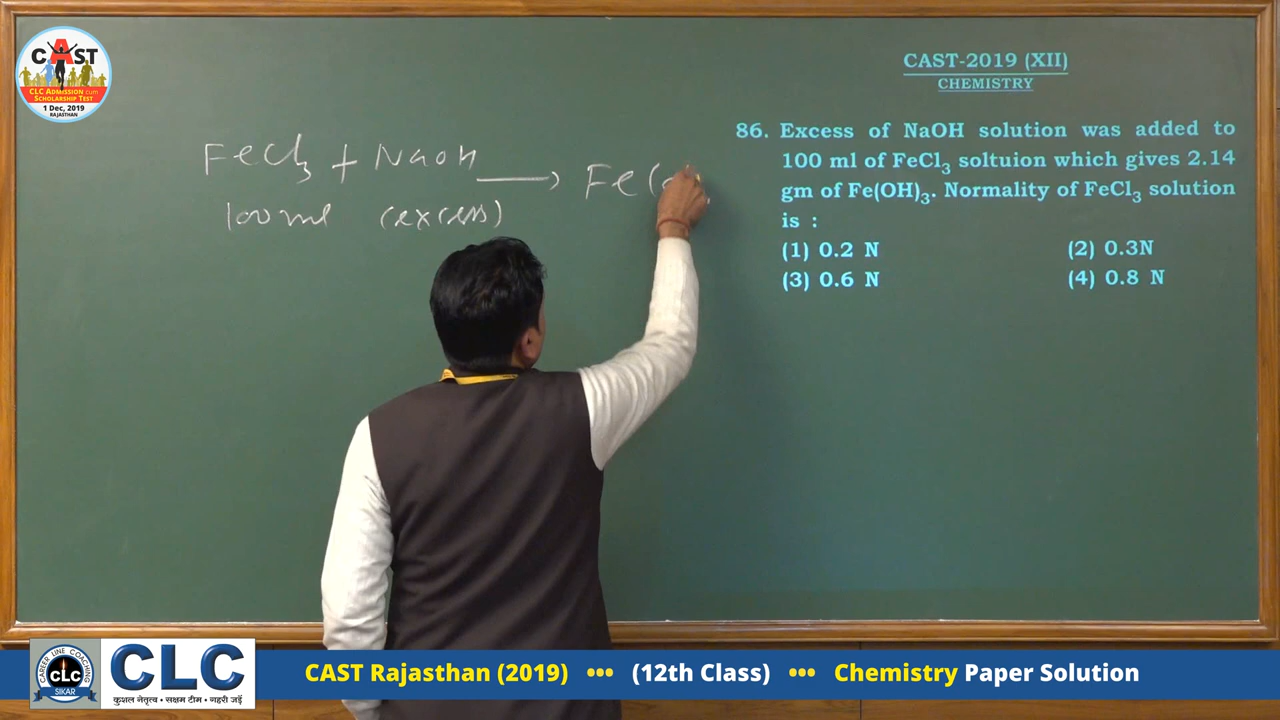 CAST
CLC ADMISSION cum
SCHOLARSHIP TEST
1 Dec, 2019
RAJASTHAN
CAST-2019 (XII)
CHEMISTRY
86. Excess of NaOH solution was added to
100 ml of FeCl3 soltuion which gives 2.14
gm of Fe(OH)3. Normality of FeCl3 solution
is :
(1) 0.2 N (2) 0.3N
(3) 0.6 N (4) 0.8 N
FeCl3 + NaOH → Fe(
100 ml (excess)
CAREER LINE COACHING
CLC
SIKAR
CLC
कुशल नेतृत्व • सक्षम टीम • गहरी जड़ें
CAST Rajasthan (2019) ••• (12th Class) ••• Chemistry Paper Solution